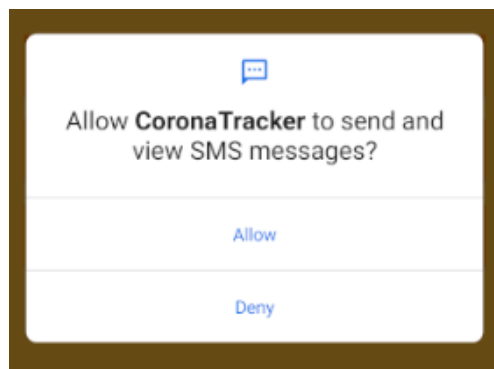 Allow CoronaTracker to send and
view SMS messages?
Allow
Deny